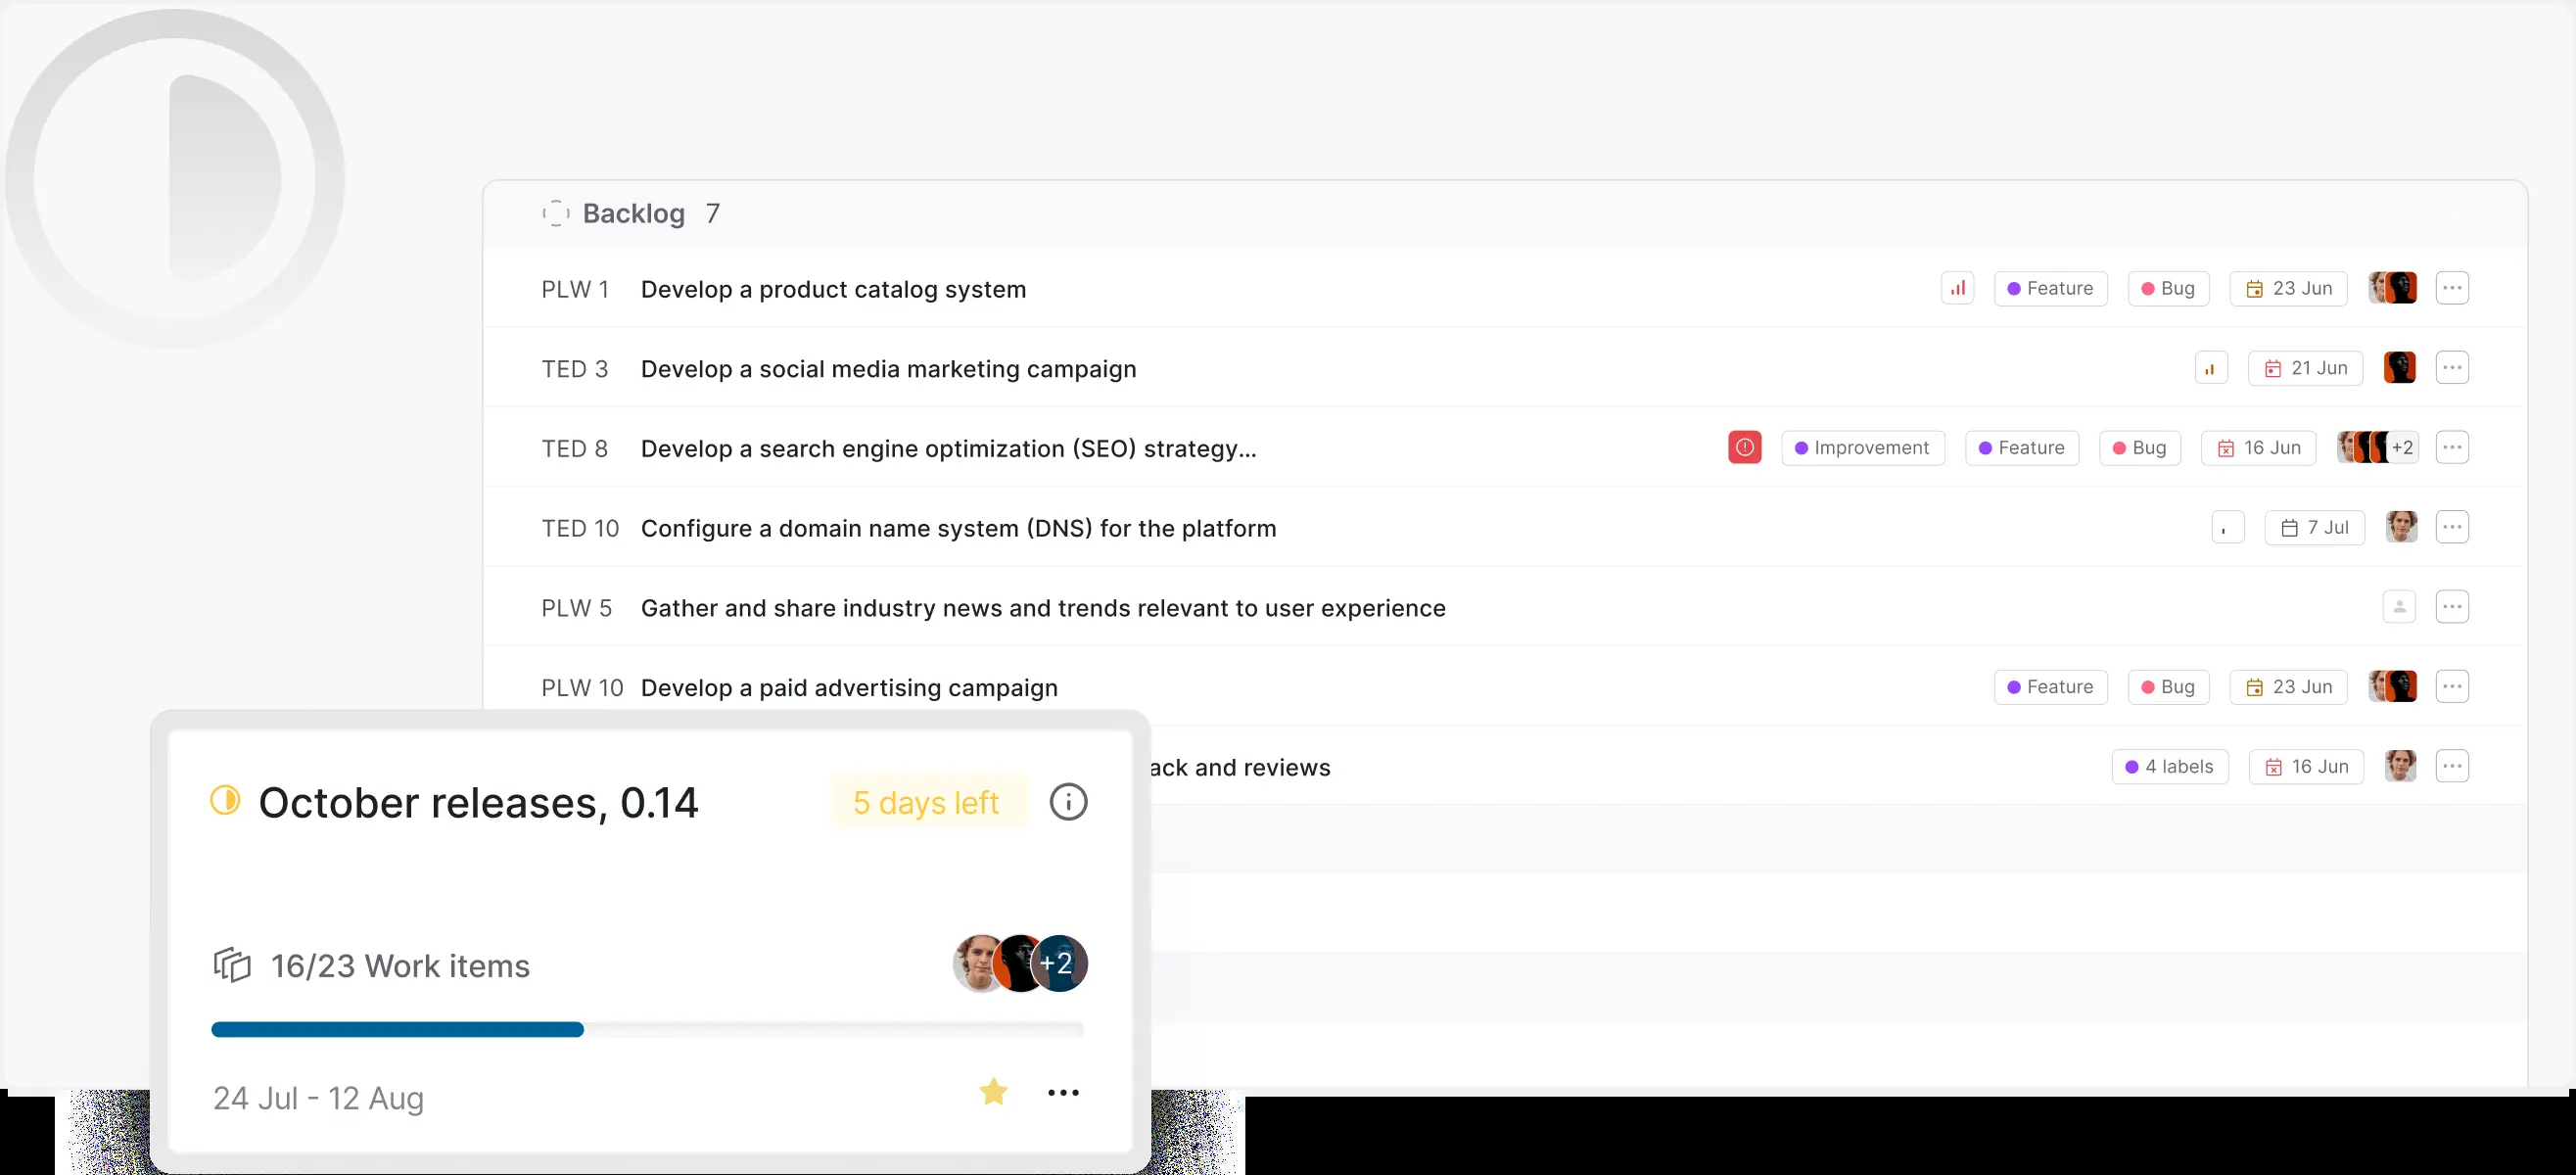 Backlog 7
PLW 1 Develop a product catalog system Feature Bug 23 Jun
TED 3 Develop a social media marketing campaign 21 Jun
TED 8 Develop a search engine optimization (SEO) strategy... Improvement Feature Bug 16 Jun +2
TED 10 Configure a domain name system (DNS) for the platform 7 Jul
PLW 5 Gather and share industry news and trends relevant to user experience
PLW 10 Develop a paid advertising campaign Feature Bug 23 Jun
ack and reviews 4 labels 16 Jun
October releases, 0.14 5 days left
16/23 Work items +2
24 Jul - 12 Aug